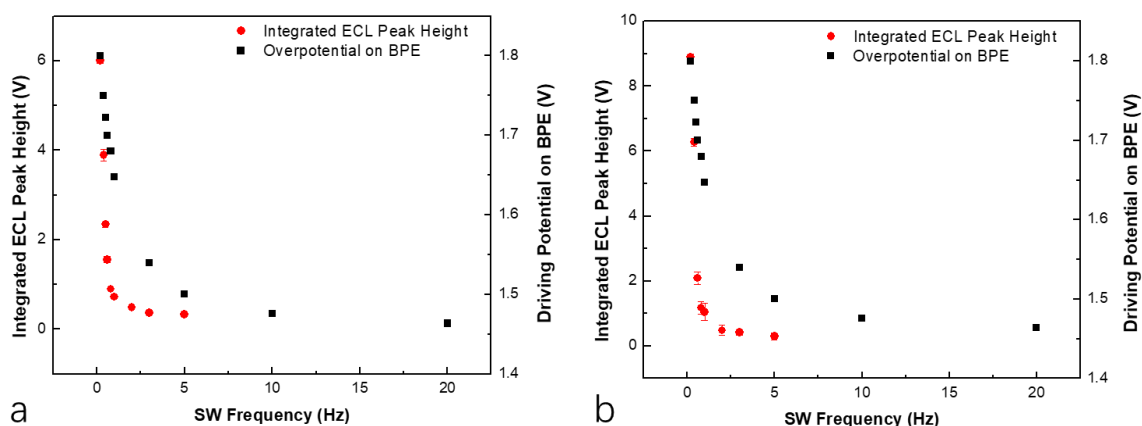 Integrated ECL Peak Height
Overpotential on BPE
Integrated ECL Peak Height (V)
6
4
2
0
1.8
1.7
1.6
1.5
1.4
Driving Potential on BPE (V)
0 5 10 15 20
SW Frequency (Hz)
a
Integrated ECL Peak Height
Overpotential on BPE
Integrated ECL Peak Height (V)
10
8
6
4
2
0
1.8
1.7
1.6
1.5
1.4
Driving Potential on BPE (V)
0 5 10 15 20
SW Frequency (Hz)
b